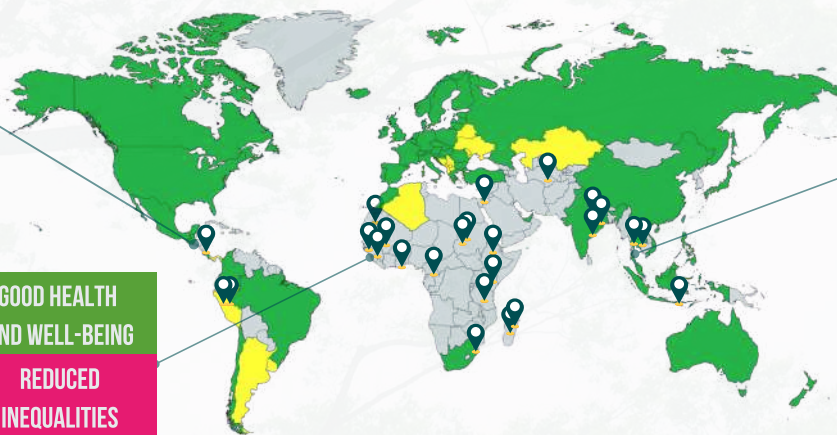 GOOD HEALTH
ND WELL-BEING
REDUCED
INEQUALITIES